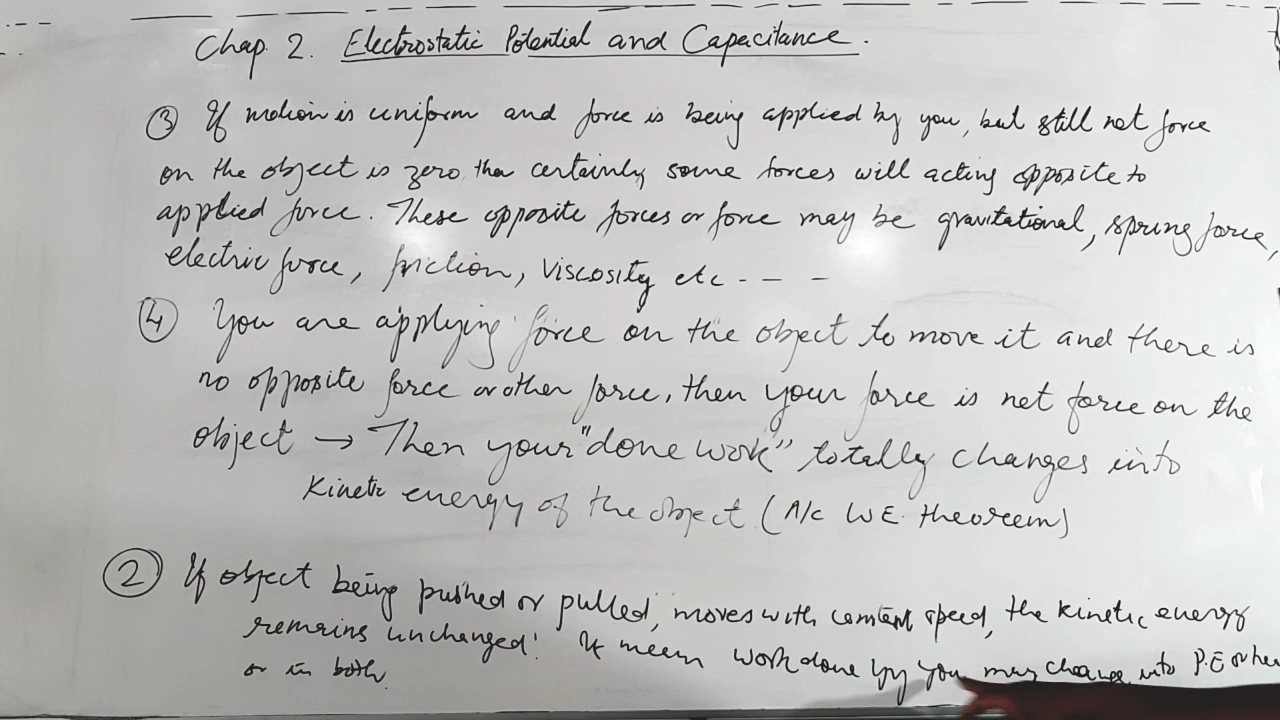 Chap. 2. Electrostatic Potential and Capacitance.
③ If motion is uniform and force is being applied by you, but still net force
on the object is zero, then certainly some forces will acting opposite to
applied force. These opposite forces or force may be gravitational, spring force,
electric force, friction, viscosity etc - - -
④ You are applying force on the object to move it and there is
no opposite force or other force, then your force is net force on the
object → Then your "done work" totally changes into
Kinetic energy of the object (A/c W.E. theorem)
② If object being pushed or pulled, moves with constant speed, the kinetic energy
remains unchanged! It means work done by you may change into P.E or
or in both.